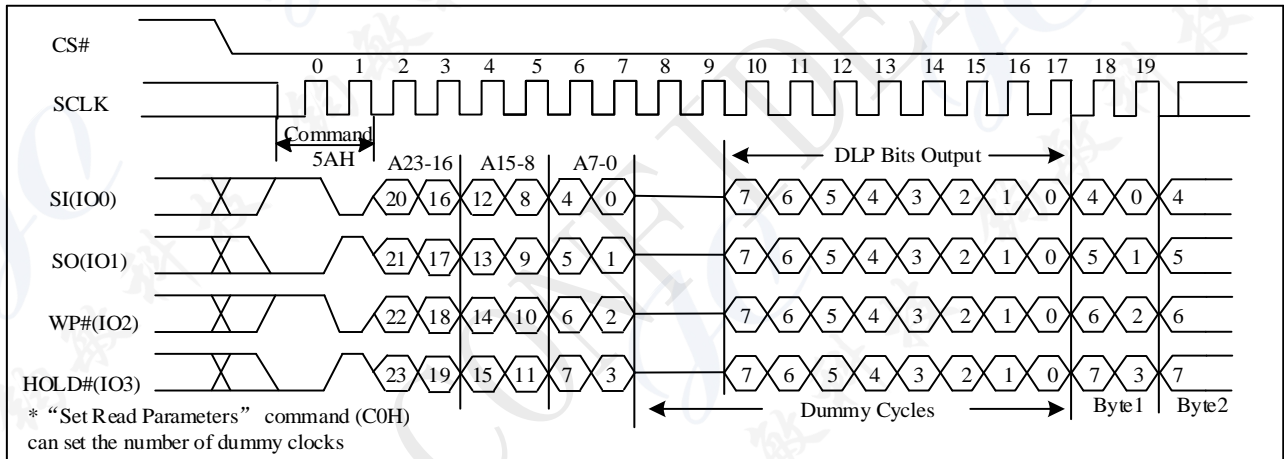 CS#
0 1 2 3 4 5 6 7 8 9 10 11 12 13 14 15 16 17 18 19
SCLK
Command
5AH
A23-16 A15-8 A7-0
DLP Bits Output
SI(IO0) 20 16 12 8 4 0 7 6 5 4 3 2 1 0 4 0 4
SO(IO1) 21 17 13 9 5 1 7 6 5 4 3 2 1 0 5 1 5
WP#(IO2) 22 18 14 10 6 2 7 6 5 4 3 2 1 0 6 2 6
HOLD#(IO3) 23 19 15 11 7 3 7 6 5 4 3 2 1 0 7 3 7
Dummy Cycles Byte1 Byte2
* “Set Read Parameters” command (C0H)
can set the number of dummy clocks